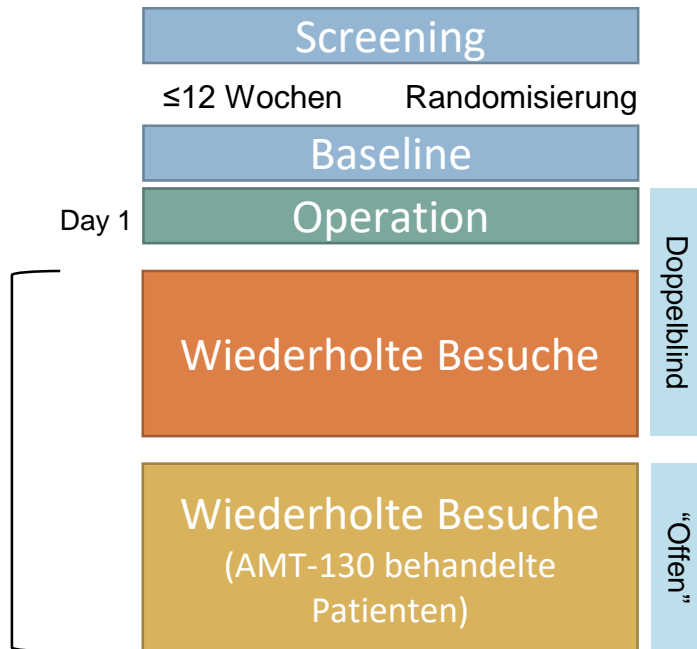 Screening
≤12 Wochen Randomisierung
Baseline
Day 1 Operation
Doppelblind
Wiederholte Besuche
Wiederholte Besuche
(AMT-130 behandelte
Patienten)
“Offen”